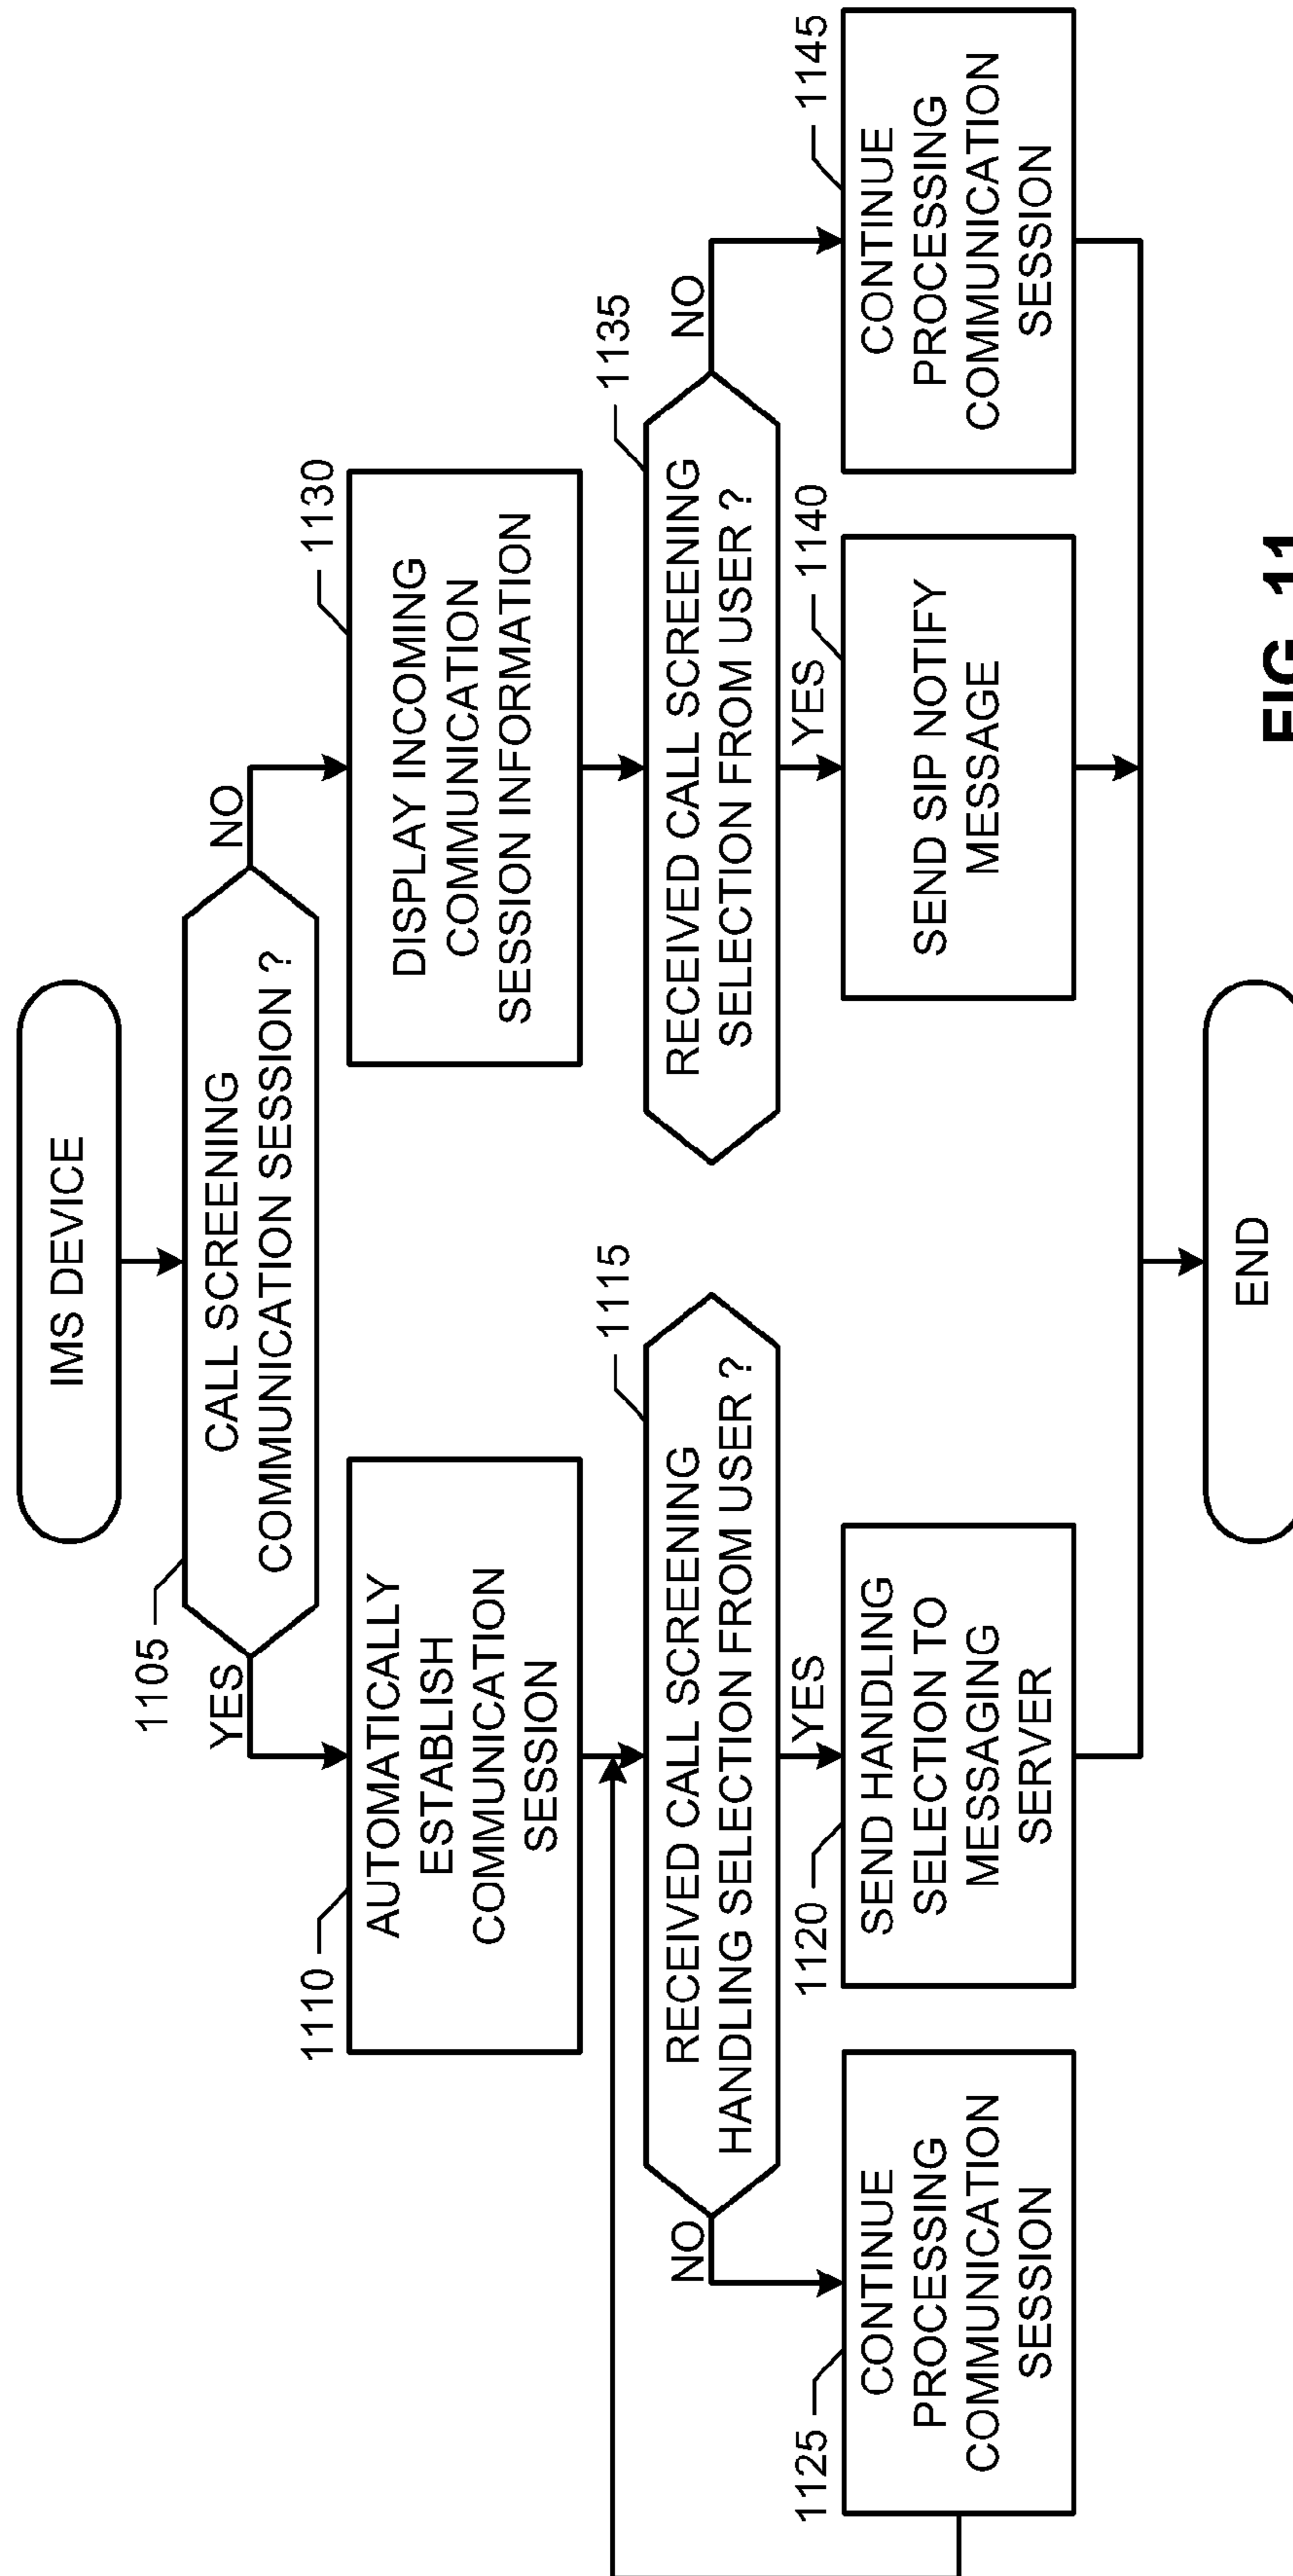 IMS DEVICE
1105
CALL SCREENING
COMMUNICATION SESSION ?
YES
NO
1110
AUTOMATICALLY
ESTABLISH
COMMUNICATION
SESSION
1130
DISPLAY INCOMING
COMMUNICATION
SESSION INFORMATION
1115
RECEIVED CALL SCREENING
HANDLING SELECTION FROM USER ?
NO
YES
1135
RECEIVED CALL SCREENING
SELECTION FROM USER ?
YES
NO
1125
CONTINUE
PROCESSING
COMMUNICATION
SESSION
1120
SEND HANDLING
SELECTION TO
MESSAGING
SERVER
1140
SEND SIP NOTIFY
MESSAGE
1145
CONTINUE
PROCESSING
COMMUNICATION
SESSION
END
FIG. 11